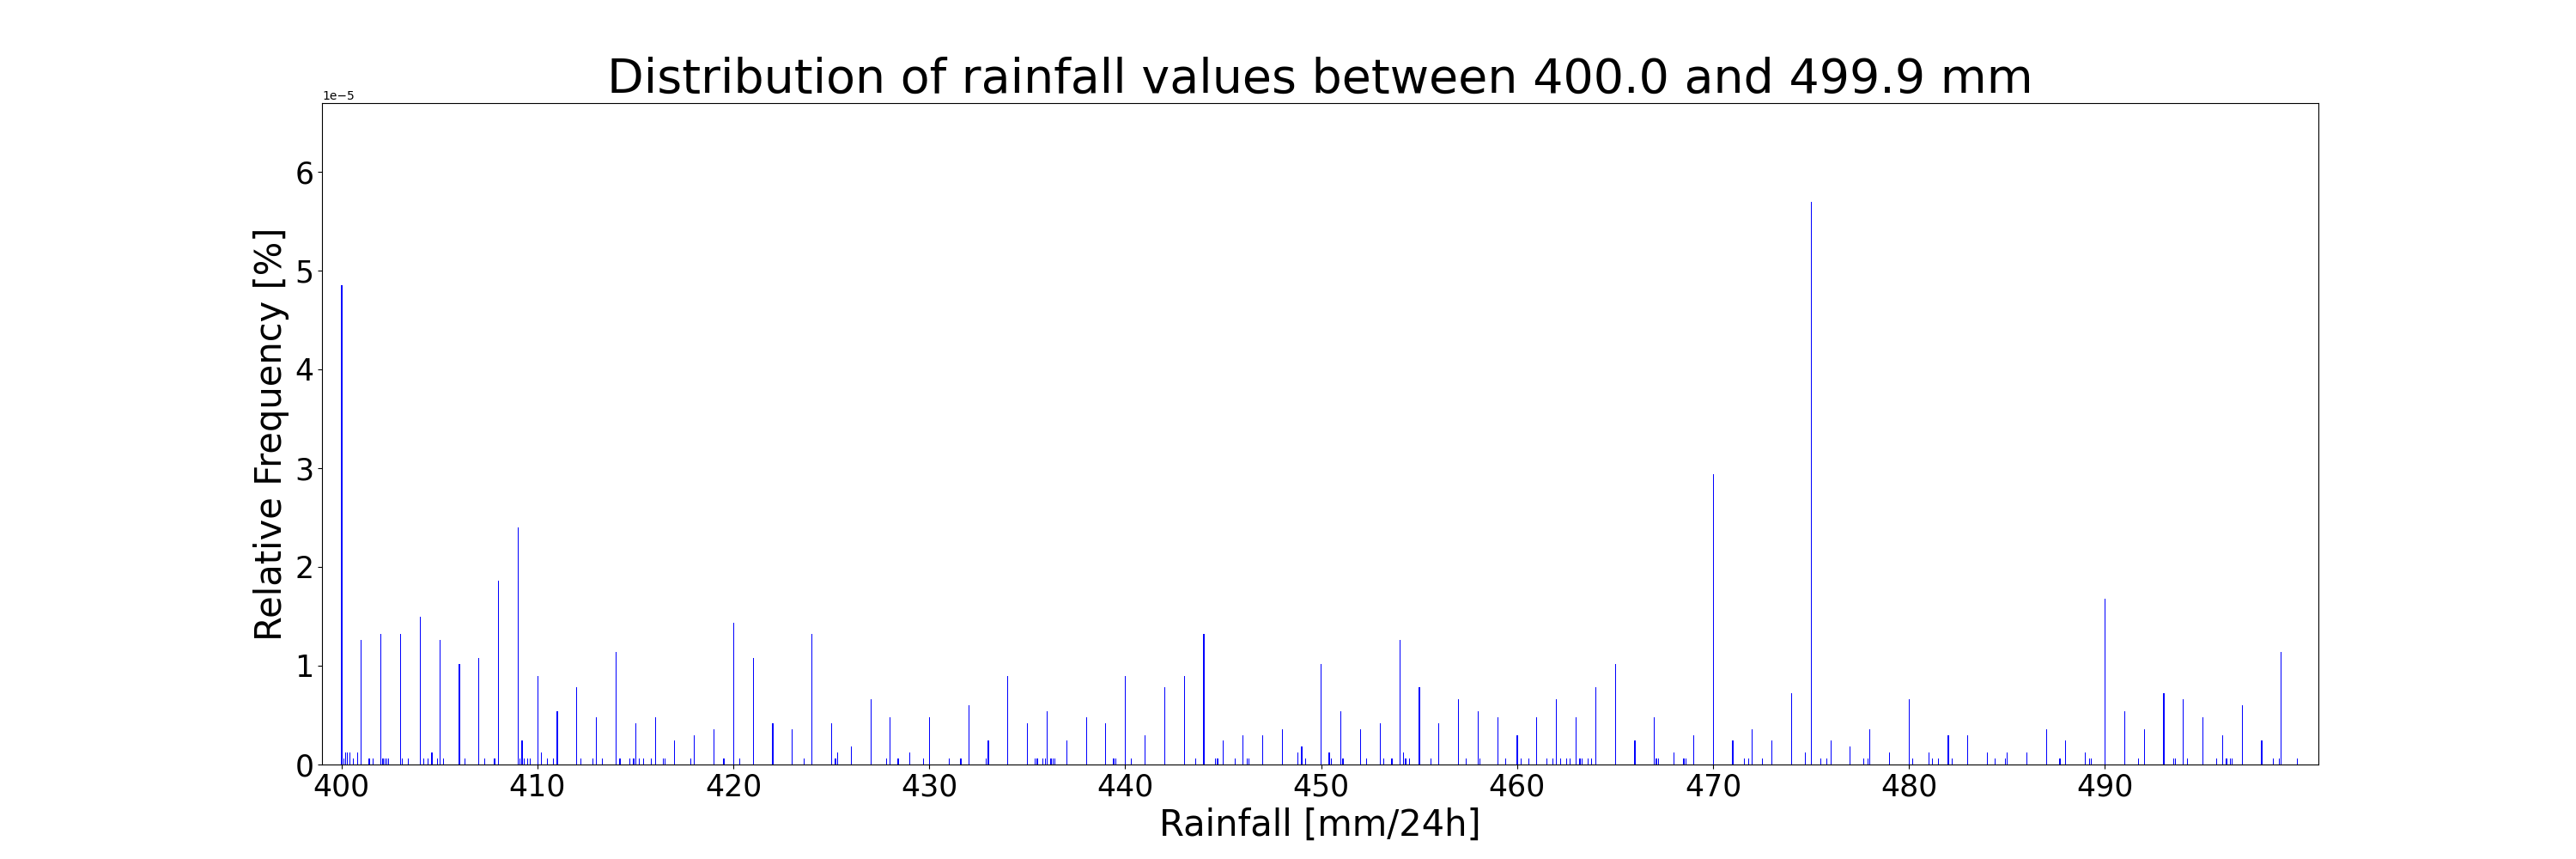 Distribution of rainfall values between 400.0 and 499.9 mm
1e−5
6
5
4
3
2
1
0
Relative Frequency [%]
400 410 420 430 440 450 460 470 480 490
Rainfall [mm/24h]